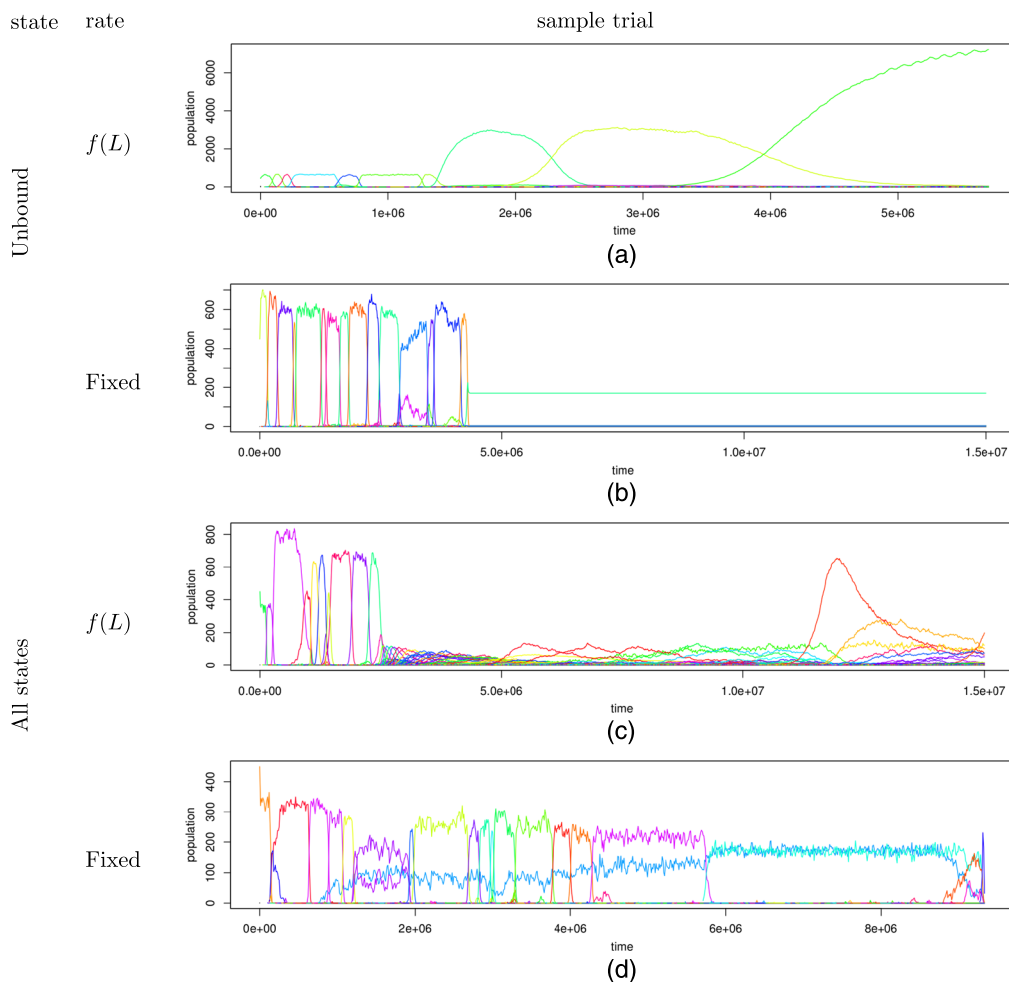 state rate sample trial
Unbound
f(L)
population
0 2000 4000 6000
0e+00 1e+06 2e+06 3e+06 4e+06 5e+06
time
(a)
Fixed
population
0 200 400 600
0.0e+00 5.0e+06 1.0e+07 1.5e+07
time
(b)
All states
f(L)
population
0 200 400 600 800
0.0e+00 5.0e+06 1.0e+07 1.5e+07
time
(c)
Fixed
population
0 100 200 300 400
0e+00 2e+06 4e+06 6e+06 8e+06
time
(d)